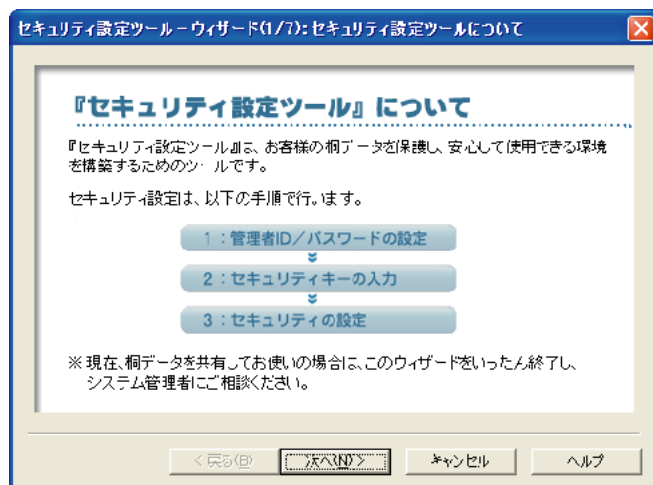 セキュリティ設定ツール - ウィザード(1/7): セキュリティ設定ツールについて
『セキュリティ設定ツール』について
『セキュリティ設定ツール』は、お客様の桐データを保護し、安心して使用できる環境
を構築するためのツールです。
セキュリティ設定は、以下の手順で行います。
1：管理者ID／パスワードの設定
2：セキュリティキーの入力
3：セキュリティの設定
※ 現在、桐データを共有してお使いの場合は、このウィザードをいったん終了し、
システム管理者にご相談ください。
< 戻る(B)
次へ(N) >
キャンセル
ヘルプ